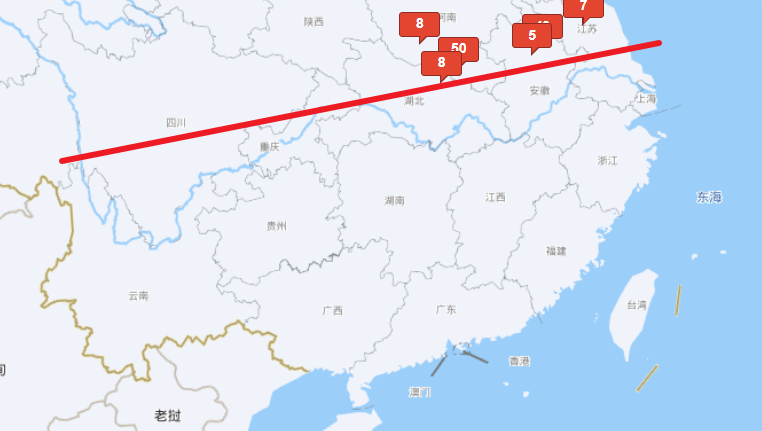 7
8
河南
陕西
江苏
5
50
8
安徽
湖北
上海
四川
重庆
浙江
湖南
江西
东海
贵州
福建
云南
广西
广东
台湾
香港
澳门
老挝